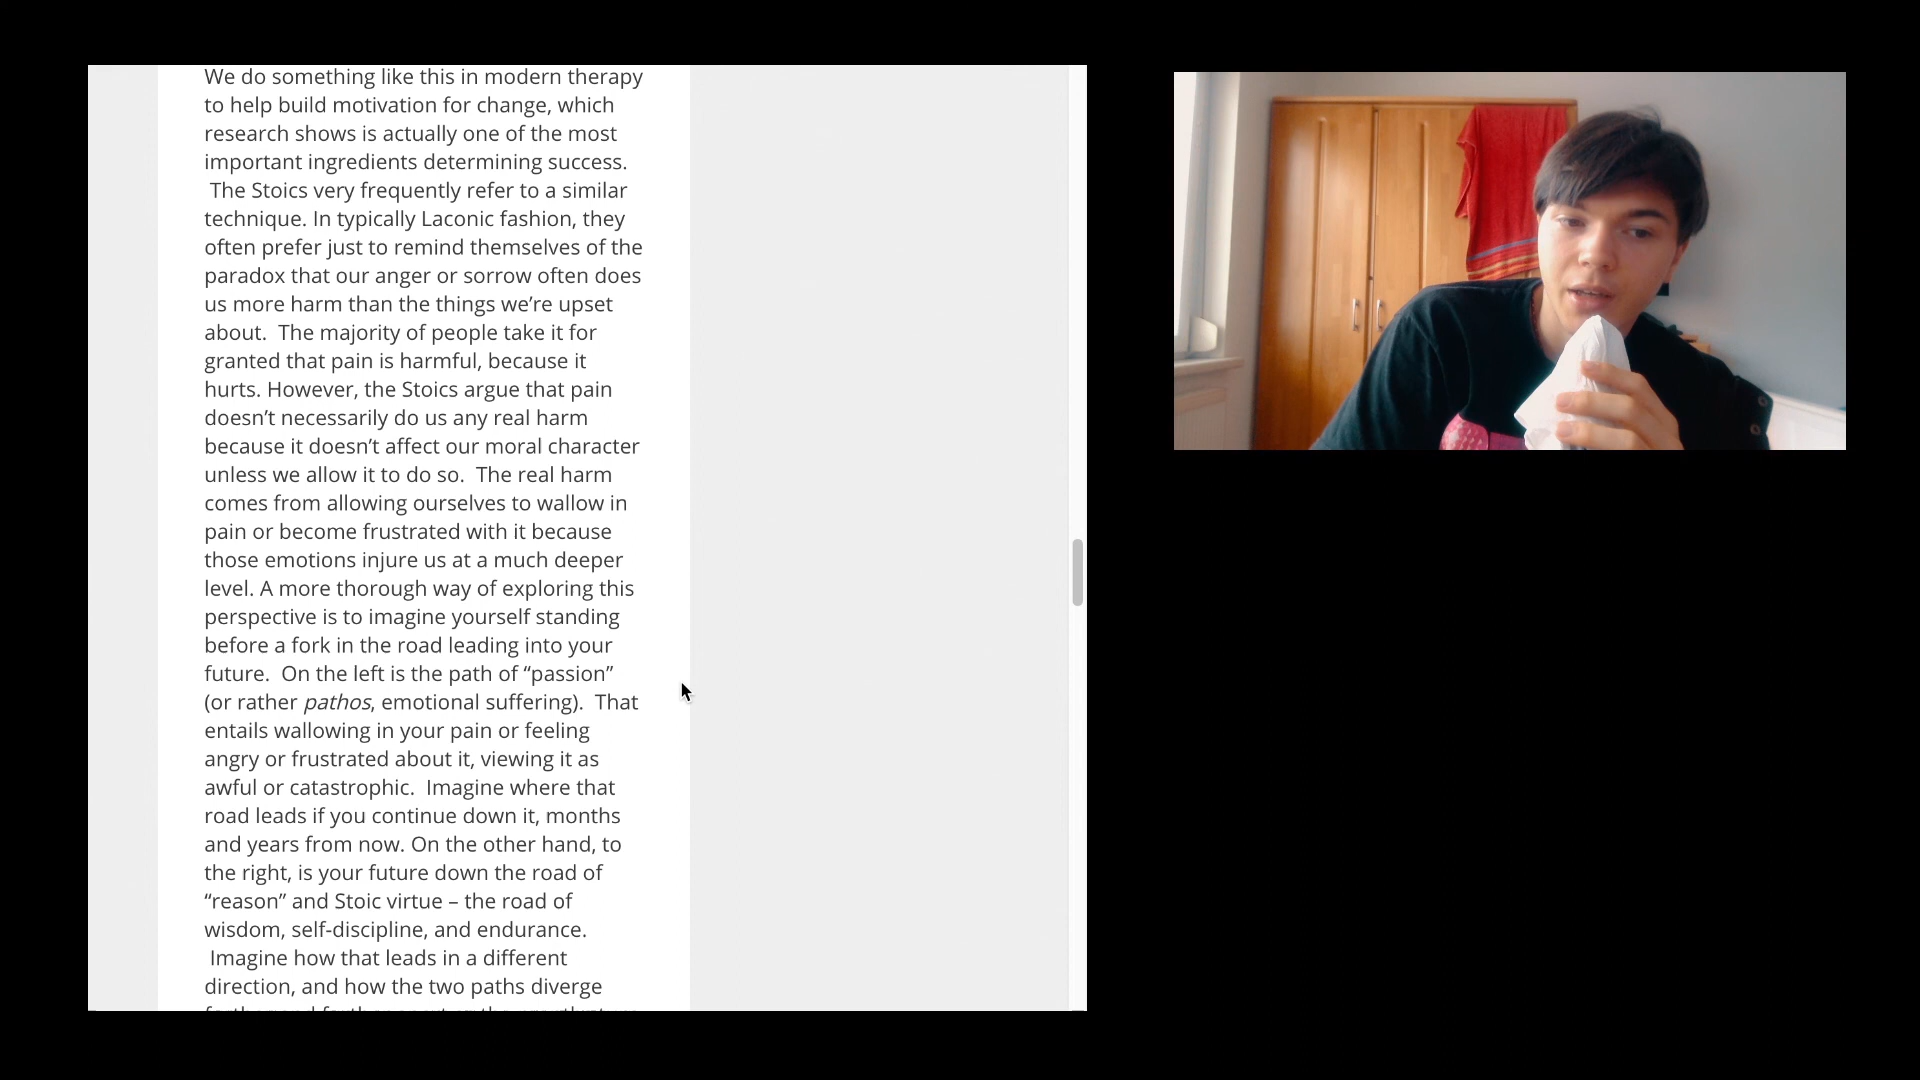 We do something like this in modern therapy
to help build motivation for change, which
research shows is actually one of the most
important ingredients determining success.
The Stoics very frequently refer to a similar
technique. In typically Laconic fashion, they
often prefer just to remind themselves of the
paradox that our anger or sorrow often does
us more harm than the things we’re upset
about.  The majority of people take it for
granted that pain is harmful, because it
hurts. However, the Stoics argue that pain
doesn’t necessarily do us any real harm
because it doesn’t affect our moral character
unless we allow it to do so.  The real harm
comes from allowing ourselves to wallow in
pain or become frustrated with it because
those emotions injure us at a much deeper
level. A more thorough way of exploring this
perspective is to imagine yourself standing
before a fork in the road leading into your
future.  On the left is the path of “passion”
(or rather pathos, emotional suffering).  That
entails wallowing in your pain or feeling
angry or frustrated about it, viewing it as
awful or catastrophic.  Imagine where that
road leads if you continue down it, months
and years from now. On the other hand, to
the right, is your future down the road of
“reason” and Stoic virtue – the road of
wisdom, self-discipline, and endurance.
Imagine how that leads in a different
direction, and how the two paths diverge